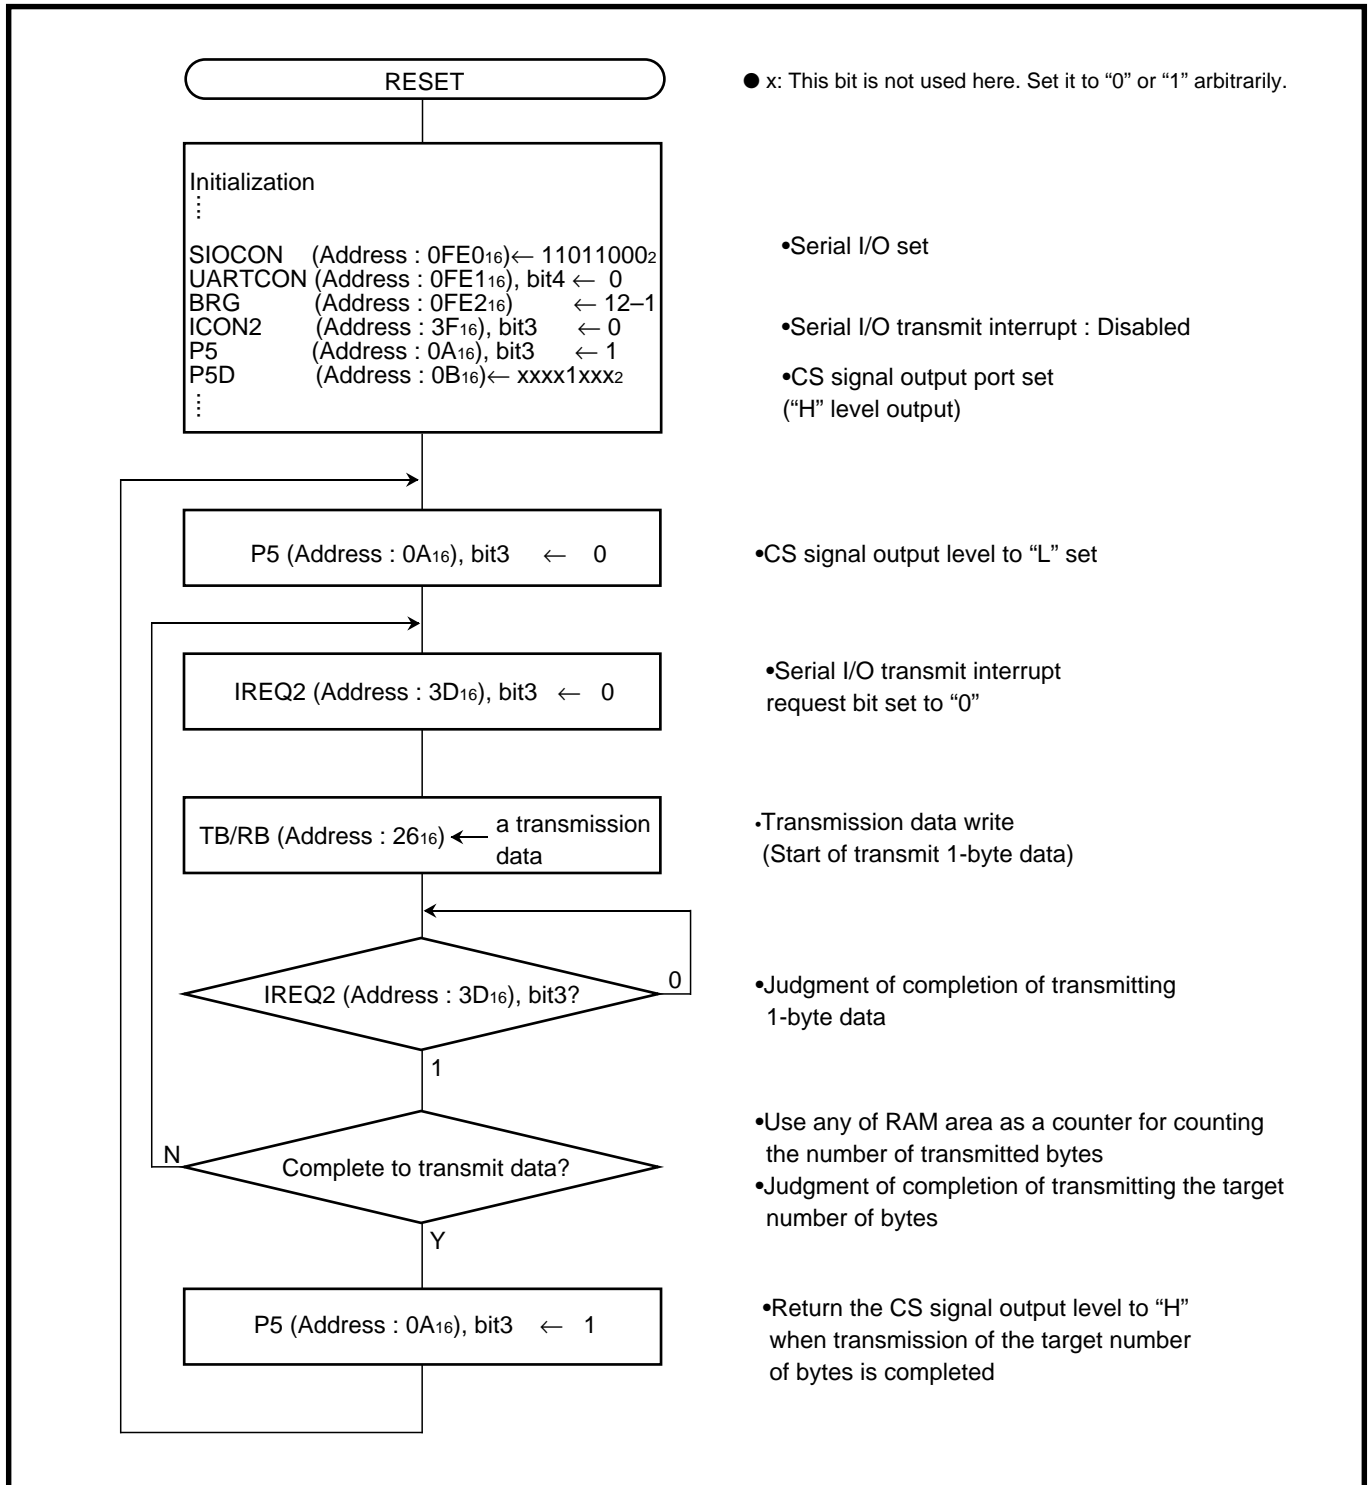 RESET
● x: This bit is not used here. Set it to “0” or “1” arbitrarily.
Initialization
⋮
SIOCON (Address : 0FE0₁₆)← 11011000₂
•Serial I/O set
UARTCON (Address : 0FE1₁₆), bit4 ← 0
BRG (Address : 0FE2₁₆) ← 12–1
ICON2 (Address : 3F₁₆), bit3 ← 0
•Serial I/O transmit interrupt : Disabled
P5 (Address : 0A₁₆), bit3 ← 1
P5D (Address : 0B₁₆)← xxxx1xxx₂
⋮
•CS signal output port set
(“H” level output)
P5 (Address : 0A₁₆), bit3 ← 0
•CS signal output level to “L” set
IREQ2 (Address : 3D₁₆), bit3 ← 0
•Serial I/O transmit interrupt
request bit set to “0”
TB/RB (Address : 26₁₆) ← a transmission
data
•Transmission data write
(Start of transmit 1-byte data)
IREQ2 (Address : 3D₁₆), bit3?
0
•Judgment of completion of transmitting
1-byte data
1
N
Complete to transmit data?
•Use any of RAM area as a counter for counting
the number of transmitted bytes
•Judgment of completion of transmitting the target
number of bytes
Y
P5 (Address : 0A₁₆), bit3 ← 1
•Return the CS signal output level to “H”
when transmission of the target number
of bytes is completed